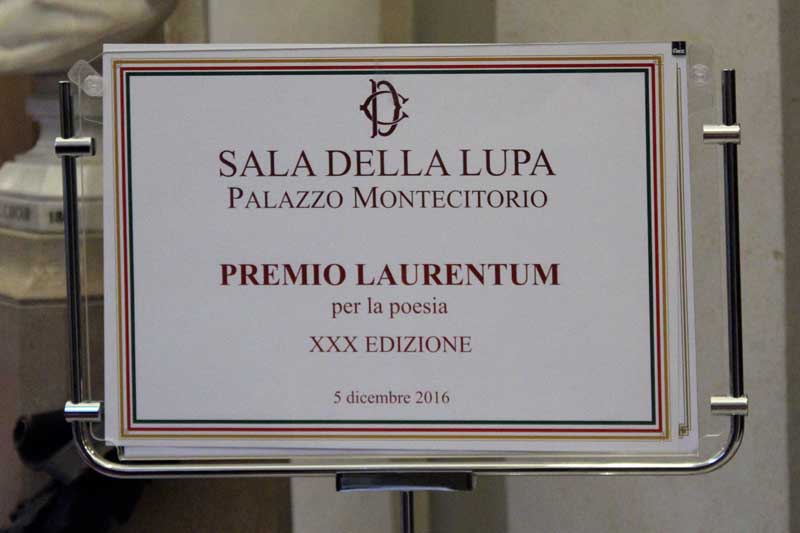 SALA DELLA LUPA
PALAZZO MONTECITORIO
PREMIO LAURENTUM
per la poesia
XXX EDIZIONE
5 dicembre 2016